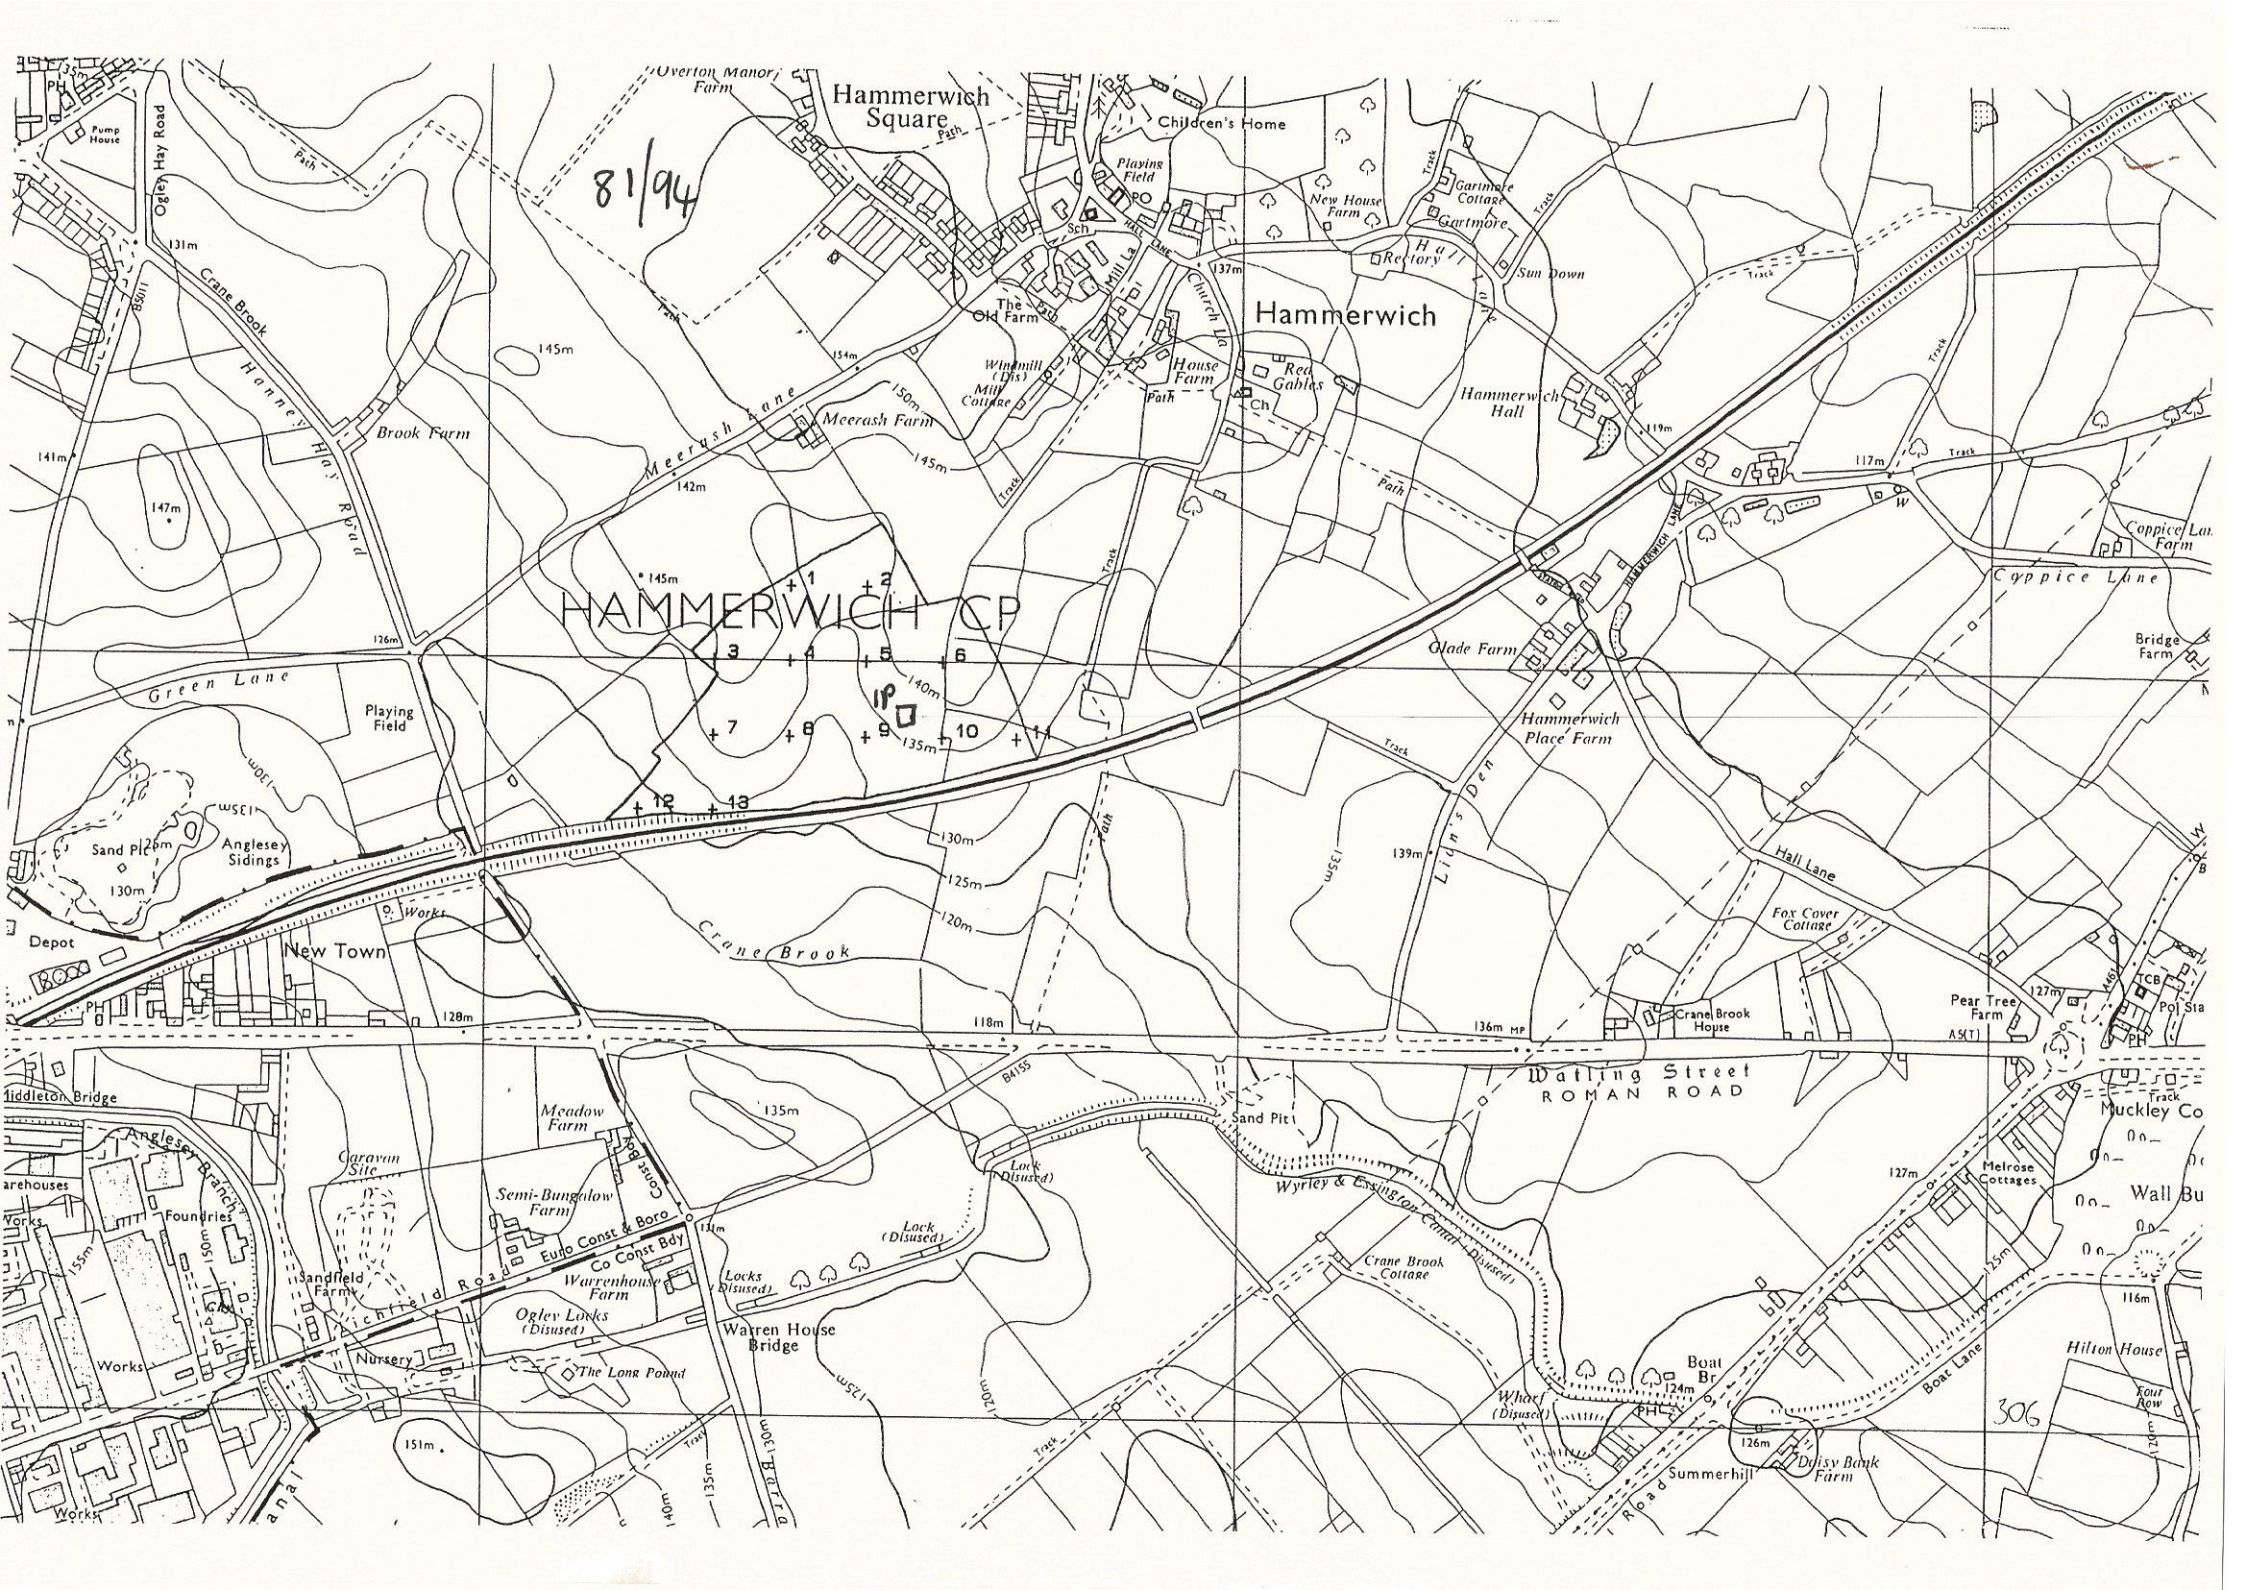 Overton Manor
Farm
Hammerwich
Square
Path
Children's Home
PH
135m
Pump
House
Ogley Hay Road
Path
81/94
Playing
Field
PO
Track
Gartmore
Cottage
New House
Farm
Gartmore
Sch
HALL LANE
Mill La
Hall Lane
Rectory
Track
Sun Down
131m
137m
Track
Crane Brook
B5011
Church La
The
Old Farm
Path
Path
Hammerwich
145m
154m
Windmill
(Dis)
Mill
Cottage
House
Farm
Red
Gables
Track
Hanney Hay Road
150m
Path
Ch
Hammerwich
Hall
Meerash Lane
Meerash Farm
Brook Farm
119m
141m
145m
117m
Track
142m
Track
Path
W
147m
HAMMERWICH LANE
Coppice Lane
Track
1
2
145m
HAMMERWICH CP
126m
Bridge
Farm
3
4
5
6
Glade Farm
Green Lane
140m
1P
Playing
Field
7
8
9
10
11
135m
Hammerwich
Place Farm
Track
130m
12
13
135m
Lion's Den
Sand Pit
125m
Anglesey
Sidings
130m
Path
130m
139m
135m
Hall Lane
125m
Works
120m
Fox Cover
Cottage
Depot
New Town
Crane Brook
A461
TCB
PH
127m
Pear Tree
Farm
Pol Sta
128m
118m
136m
MP
Crane Brook
House
A5(T)
PH
B4155
Watling Street
ROMAN ROAD
Middleton Bridge
Track
Meadow
Farm
135m
Sand Pit
Anglesey Branch
Const Bdy
Caravan
Site
Lock
(Disused)
Melrose
Cottages
127m
Wyrley & Essington Canal (Disused)
Semi-Bungalow
Farm
Foundries
Works
131m
Lock
(Disused)
Euro Const & Boro
Co Const Bdy
155m
150m
Crane Brook
Cottage
125m
Sandfield
Farm
Lichfield Road
Warrenhouse
Farm
Locks
(Disused)
116m
Ogley Locks
(Disused)
Warren House
Bridge
Works
Nursery
The Long Pound
Hilton House
Boat
Br
Boat Lane
124m
125m
120m
Wharf
(Disused)
PH
Four
Row
306
151m
Track
130m
Track
126m
120m
Daisy Bank
Farm
Summerhill
135m
140m
Works
Road